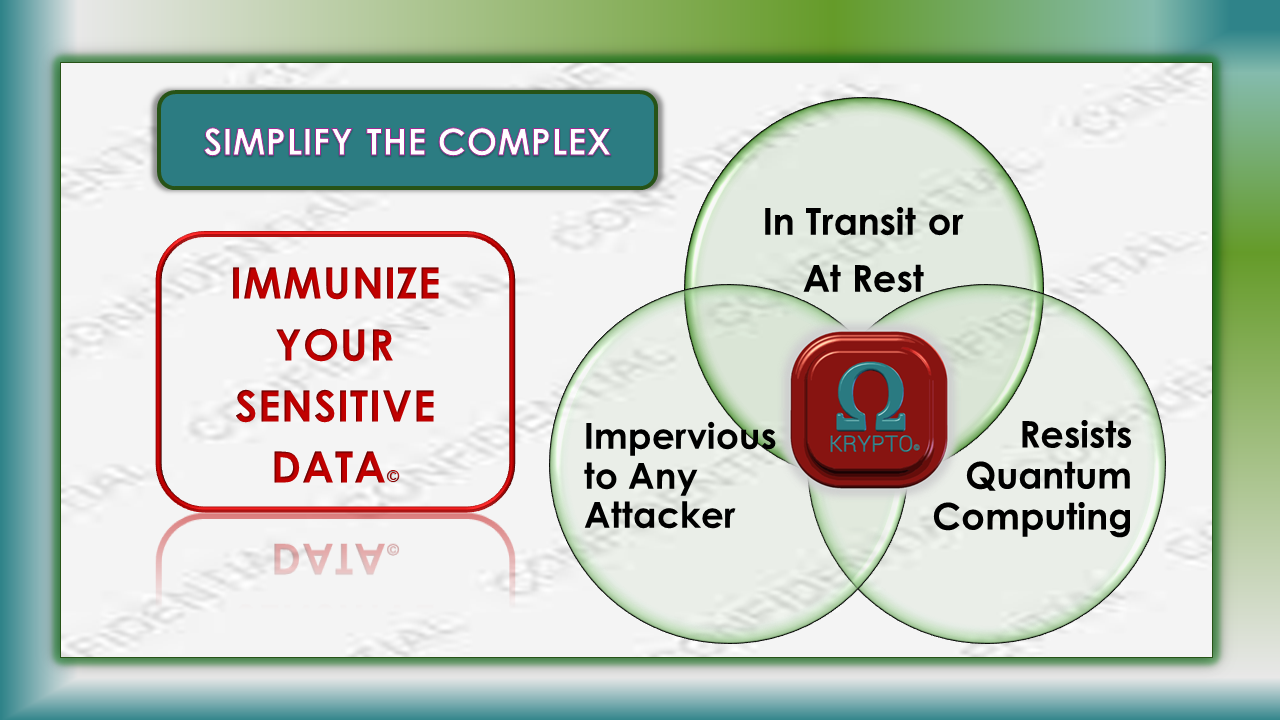 SIMPLIFY THE COMPLEX
IMMUNIZE
YOUR
SENSITIVE
DATA©
In Transit or
At Rest
Impervious
to Any
Attacker
Ω
KRYPTO©
Resists
Quantum
Computing
CONFIDENTIAL